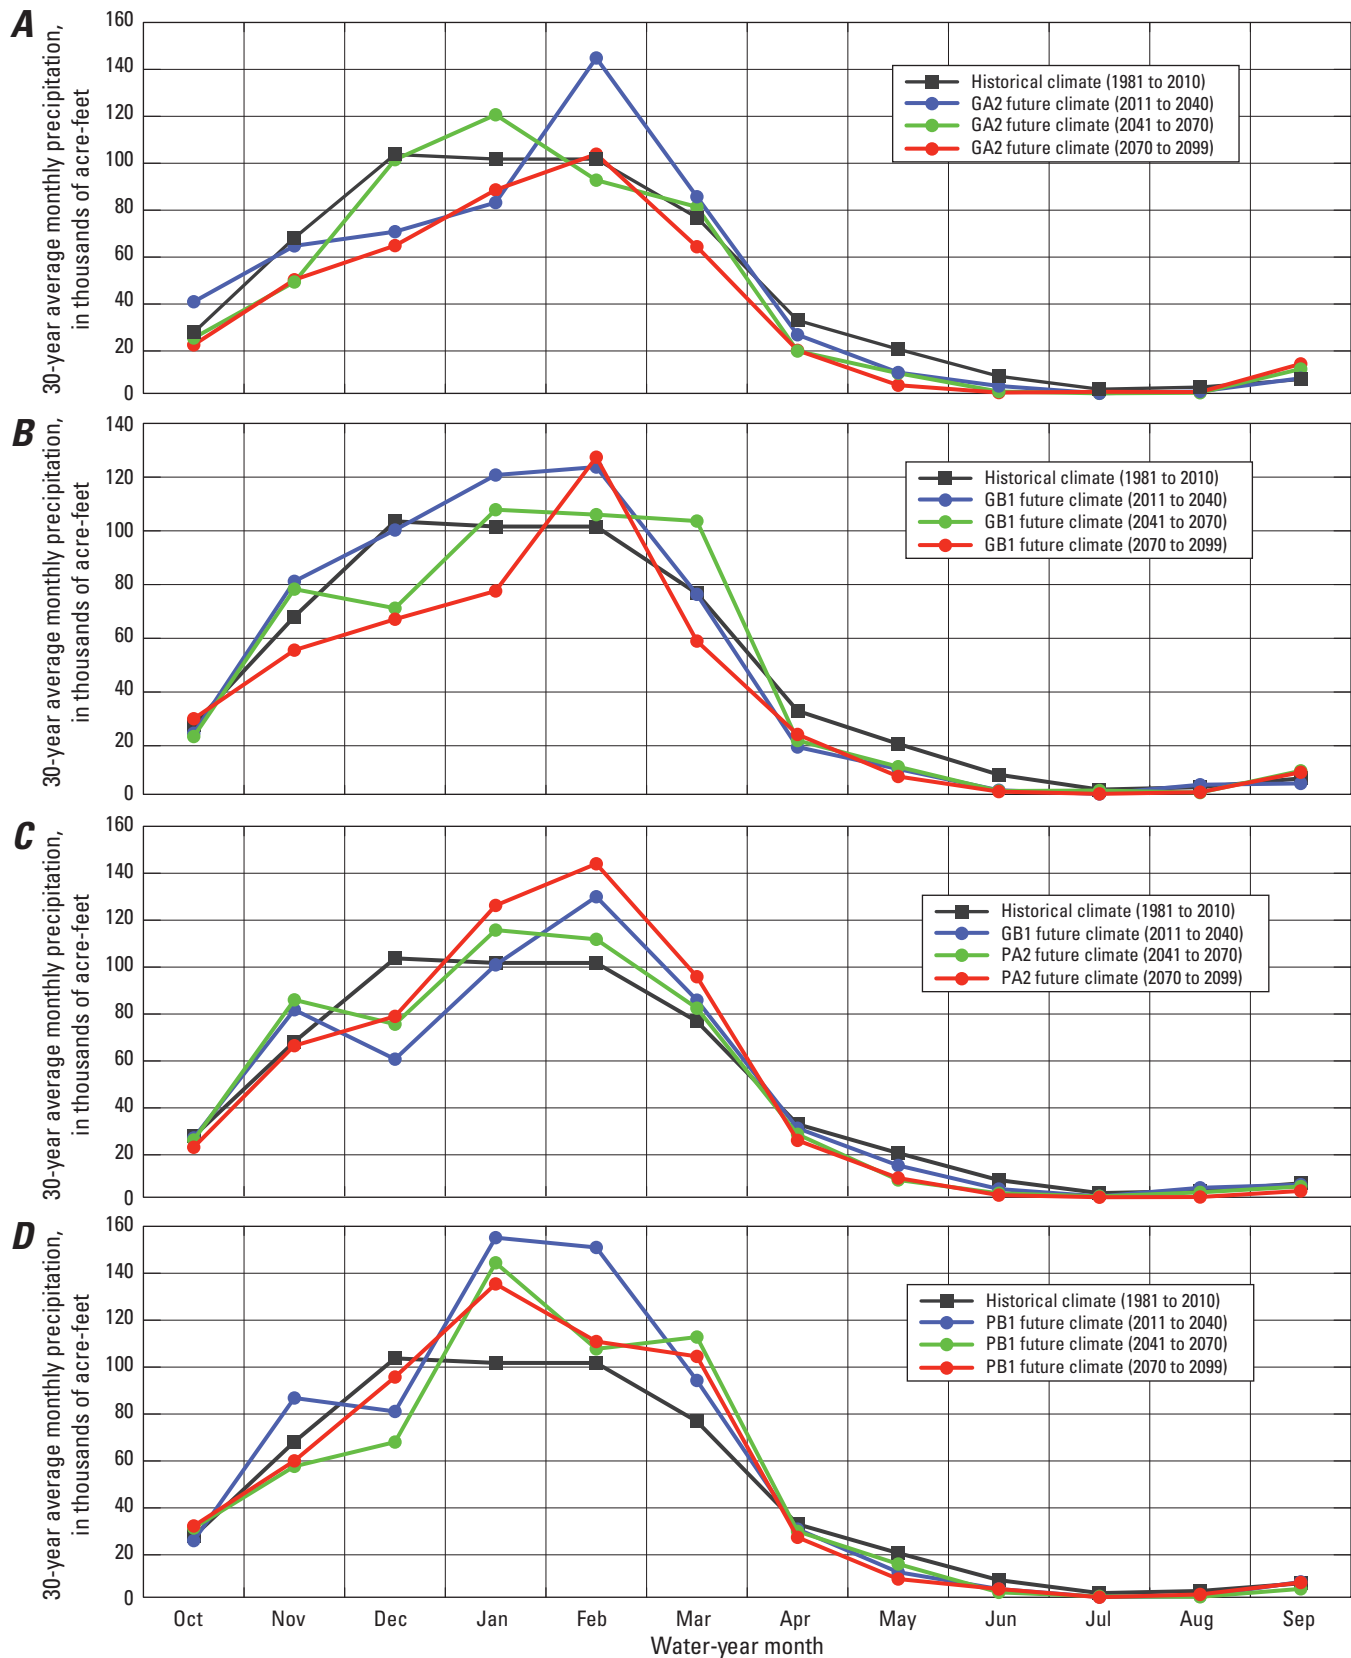 A
30-year average monthly precipitation,
in thousands of acre-feet
160
140
120
100
80
60
40
20
0
Historical climate (1981 to 2010)
GA2 future climate (2011 to 2040)
GA2 future climate (2041 to 2070)
GA2 future climate (2070 to 2099)
B
30-year average monthly precipitation,
in thousands of acre-feet
140
120
100
80
60
40
20
0
Historical climate (1981 to 2010)
GB1 future climate (2011 to 2040)
GB1 future climate (2041 to 2070)
GB1 future climate (2070 to 2099)
C
30-year average monthly precipitation,
in thousands of acre-feet
160
140
120
100
80
60
40
20
0
Historical climate (1981 to 2010)
GB1 future climate (2011 to 2040)
PA2 future climate (2041 to 2070)
PA2 future climate (2070 to 2099)
D
30-year average monthly precipitation,
in thousands of acre-feet
160
140
120
100
80
60
40
20
0
Historical climate (1981 to 2010)
PB1 future climate (2011 to 2040)
PB1 future climate (2041 to 2070)
PB1 future climate (2070 to 2099)
Oct Nov Dec Jan Feb Mar Apr May Jun Jul Aug Sep
Water-year month